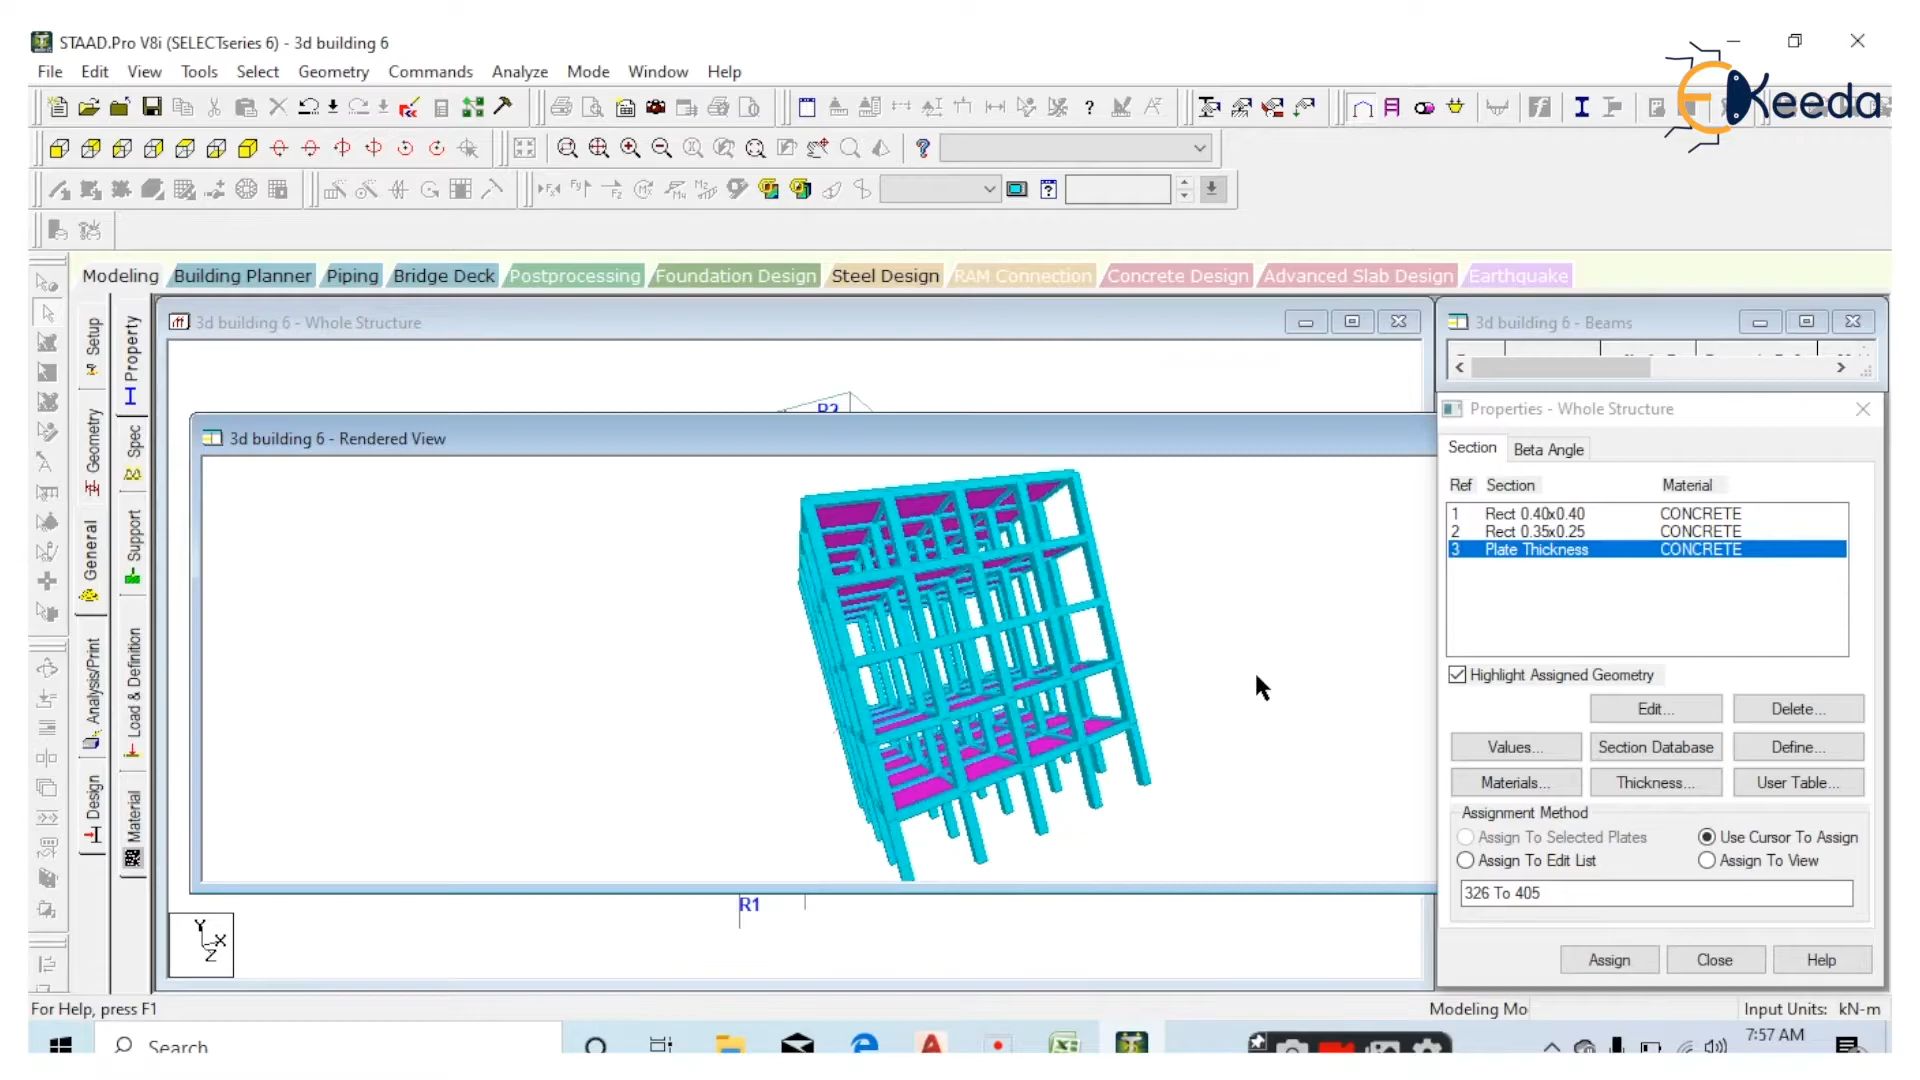 STAAD.Pro V8i (SELECTseries 6) - 3d building 6
File Edit View Tools Select Geometry Commands Analyze Mode Window Help
EKeeda
Modeling Building Planner Piping Bridge Deck Postprocessing Foundation Design Steel Design RAM Connection Concrete Design Advanced Slab Design Earthquake
Setup
Geometry
General
Analysis/Print
Design
Property
Spec
Support
Load & Definition
Material
3d building 6 - Whole Structure
R2
3d building 6 - Rendered View
R1
Y
X
Z
3d building 6 - Beams
Properties - Whole Structure
Section Beta Angle
Ref Section Material
1 Rect 0.40x0.40 CONCRETE
2 Rect 0.35x0.25 CONCRETE
3 Plate Thickness CONCRETE
Highlight Assigned Geometry
Edit... Delete...
Values... Section Database Define...
Materials... Thickness... User Table...
Assignment Method
Assign To Selected Plates Use Cursor To Assign
Assign To Edit List Assign To View
326 To 405
Assign Close Help
For Help, press F1 Modeling Mo Input Units: kN-m
Search
7:57 AM